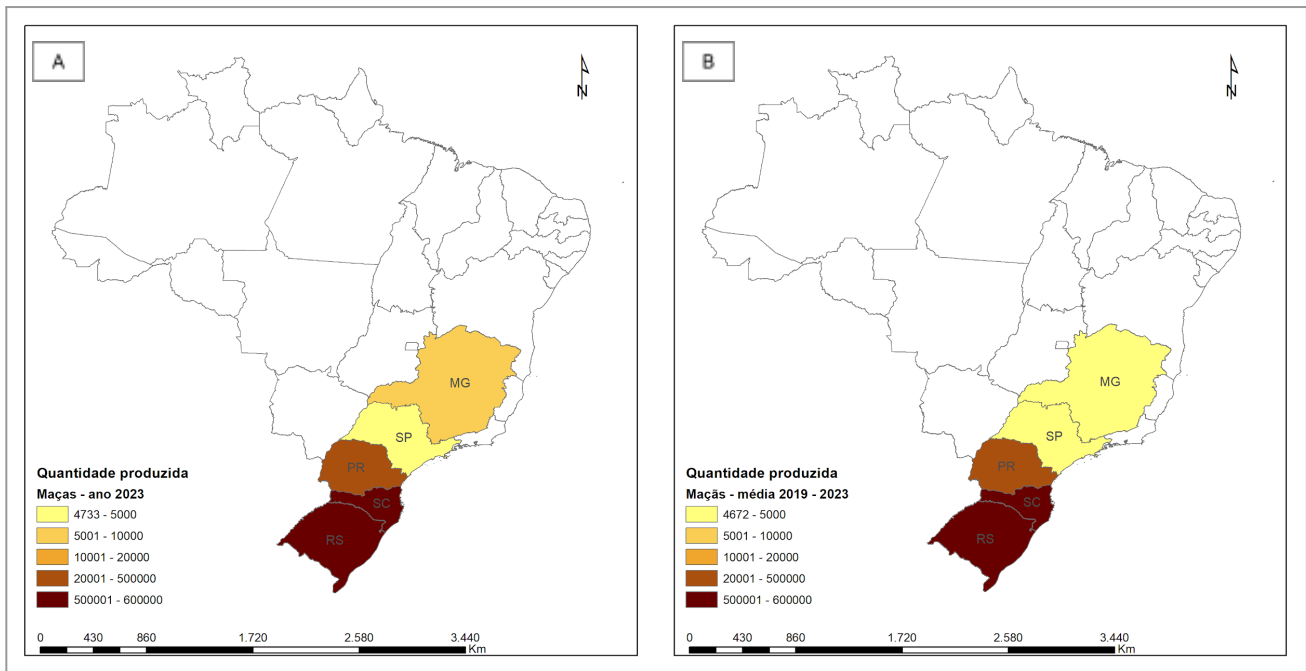 A
N
MG
SP
PR
SC
RS
Quantidade produzida
Maças - ano 2023
4733 - 5000
5001 - 10000
10001 - 20000
20001 - 500000
500001 - 600000
0 430 860 1.720 2.580 3.440
Km
B
N
MG
SP
PR
SC
RS
Quantidade produzida
Maçãs - média 2019 - 2023
4672 - 5000
5001 - 10000
10001 - 20000
20001 - 500000
500001 - 600000
0 430 860 1.720 2.580 3.440
Km